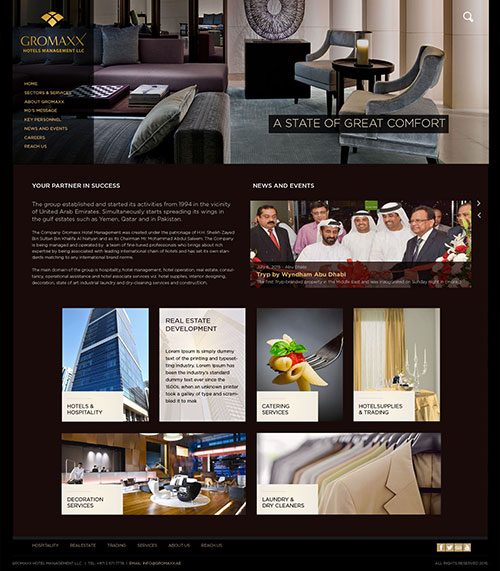 GROMAXX
HOTELS MANAGEMENT LLC
HOME
SECTORS & SERVICES
ABOUT GROMAXX
MD'S MESSAGE
KEY PERSONNEL
NEWS AND EVENTS
CAREERS
REACH US
A STATE OF GREAT COMFORT
YOUR PARTNER IN SUCCESS
The group established and started its activities from 1994 in the vicinity
of United Arab Emirates. Simultaneously starts spreading its wings in
the gulf estates such as Yemen, Qatar and in Pakistan.
The Company Gromaxx Hotel Management was created under the patronage of H.H. Sheikh Zayed
Bin Sultan Bin Khalifa Al Nahyan and as its Chairman Mr. Mohammad Abdul Saleem. The Company
is being managed and operated by a team of fine-tuned professionals who brings about rich
expertise by being associated with leading international chain of hotels and has set its own stan-
dards matching to any international brand norms.
The main domain of the group is hospitality, hotel management, hotel operation, real estate, consul-
tancy, operational assistance and hotel associate services viz. hotel supplies, interior designing,
decoration, state of art industrial laundry and dry-cleaning services and construction.
NEWS AND EVENTS
July 6, 2015 - Abu Dhabi
Tryp by Wyndham Abu Dhabi
The first Tryp branded property in the Middle East and was inaugurated on Sunday night in
HOTELS &
HOSPITALITY
REAL ESTATE
DEVELOPMENT
Lorem Ipsum is simply dummy
text of the printing and typeset-
ting industry. Lorem Ipsum has
been the industry's standard
dummy text ever since the
1500s, when an unknown printer
took a galley of type and scram-
bled it to mak
CATERING
SERVICES
HOTELSUPPLIES
& TRADING
DECORATION
SERVICES
LAUNDRY &
DRY CLEANERS
HOSPITALITY REALESTATE TRADING SERVICES ABOUT US REACH US
GROMAXX HOTEL MANAGEMENT LLC | TEL: +971 2 671 7778 | EMAIL: INFO@GROMAXX.AE
ALL RIGHTS RESERVED 2015